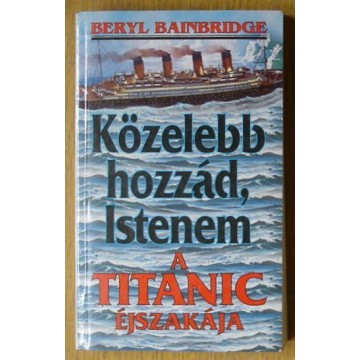 BERYL BAINBRIDGE
Közelebb
hozzád,
Istenem
A
TITANIC
ÉJSZAKÁJA